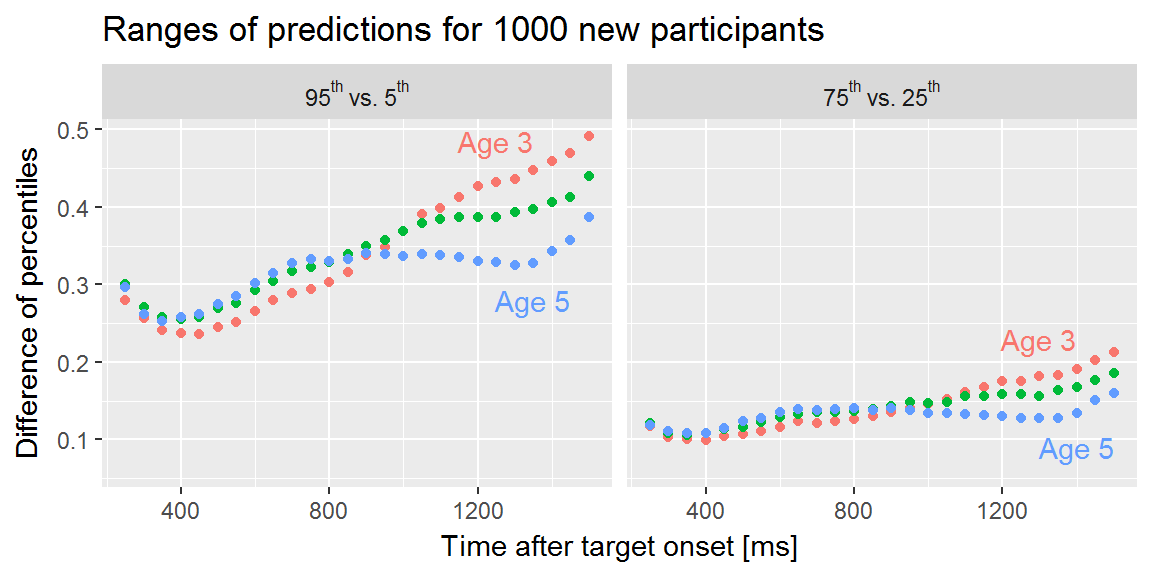 Ranges of predictions for 1000 new participants
95th vs. 5th
75th vs. 25th
Difference of percentiles
0.5
0.4
0.3
0.2
0.1
Age 3
Age 5
Age 3
Age 5
400
800
1200
400
800
1200
Time after target onset [ms]